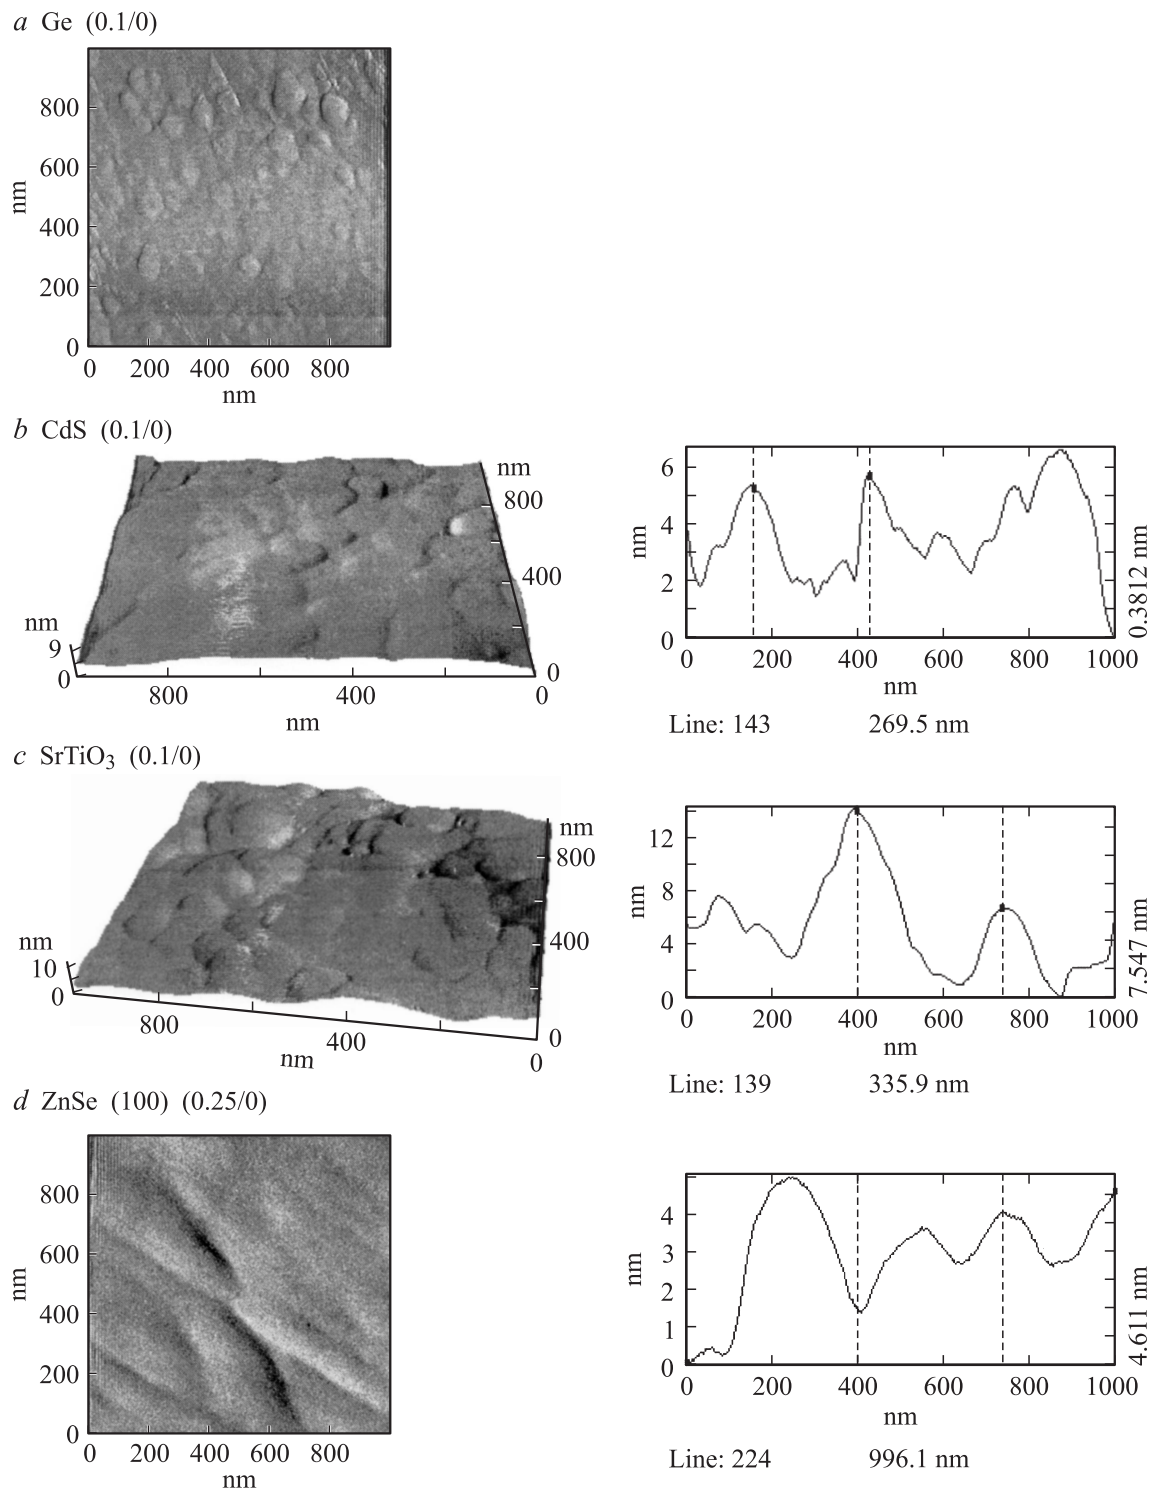 a Ge (0.1/0)
800
600
400
200
0
nm
0 200 400 600 800
nm
b CdS (0.1/0)
nm
800
400
0
nm
9
0
800 400 0
nm
6
4
2
0
nm
0 200 400 600 800 1000
nm
0.3812 nm
Line: 143 269.5 nm
c SrTiO₃ (0.1/0)
nm
800
400
0
nm
10
0
800 400 0
nm
12
8
4
0
nm
0 200 400 600 800 1000
nm
7.547 nm
Line: 139 335.9 nm
d ZnSe (100) (0.25/0)
800
600
400
200
0
nm
0 200 400 600 800
nm
4
3
2
1
0
nm
0 200 400 600 800 1000
nm
4.611 nm
Line: 224 996.1 nm